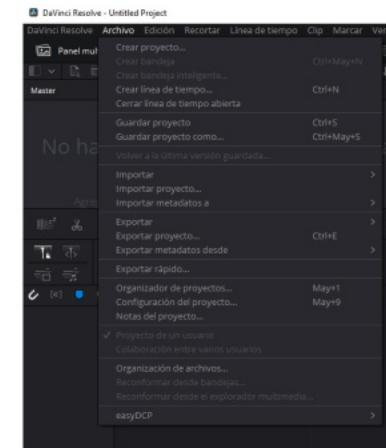 DaVinci Resolve - Untitled Project
DaVinci Resolve Archivo Edición Recortar Línea de tiempo Clip Marcar Ver
Panel mul
Crear proyecto...
Crear bandeja Ctrl+May+N
Crear bandeja inteligente...
Master
Crear línea de tiempo... Ctrl+N
Cerrar línea de tiempo abierta
Guardar proyecto Ctrl+S
Guardar proyecto como... Ctrl+May+S
No ha
Volver a la última versión guardada...
Importar
Importar proyecto...
Importar metadatos a
Agre
Exportar
Exportar proyecto... Ctrl+E
Exportar metadatos desde
Exportar rápido...
Organizador de proyectos... May+1
Configuración del proyecto... May+9
Notas del proyecto...
Proyecto de un usuario
Colaboración entre varios usuarios
Organización de archivos...
Reconformar desde bandejas...
Reconformar desde el explorador multimedia...
easyDCP